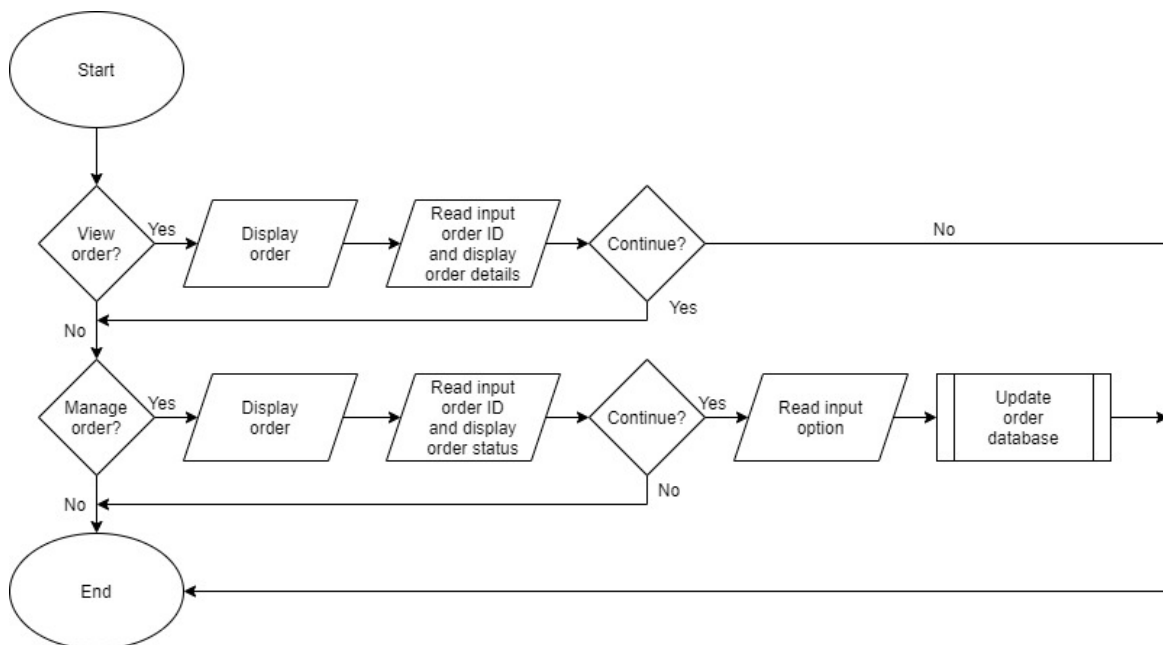 Start
View
order?
Yes
Display
order
Read input
order ID
and display
order details
Continue?
No
Yes
No
Manage
order?
Yes
Display
order
Read input
order ID
and display
order status
Continue?
Yes
Read input
option
Update
order
database
No
No
End